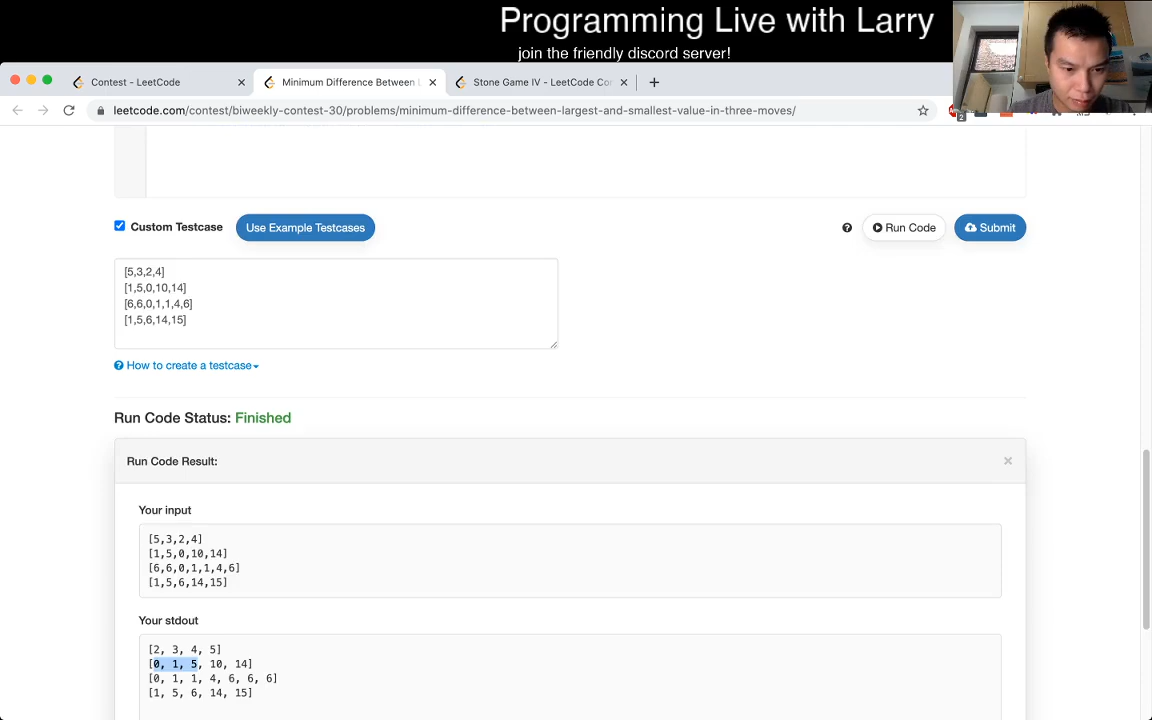 Programming Live with Larry
join the friendly discord server!
Contest - LeetCode
Minimum Difference Between
Stone Game IV - LeetCode Co
leetcode.com/contest/biweekly-contest-30/problems/minimum-difference-between-largest-and-smallest-value-in-three-moves/
2
Custom Testcase
Use Example Testcases
Run Code
Submit
[5,3,2,4]
[1,5,0,10,14]
[6,6,0,1,1,4,6]
[1,5,6,14,15]
How to create a testcase
Run Code Status: Finished
Run Code Result:
Your input
[5,3,2,4]
[1,5,0,10,14]
[6,6,0,1,1,4,6]
[1,5,6,14,15]
Your stdout
[2, 3, 4, 5]
[0, 1, 5, 10, 14]
[0, 1, 1, 4, 6, 6, 6]
[1, 5, 6, 14, 15]